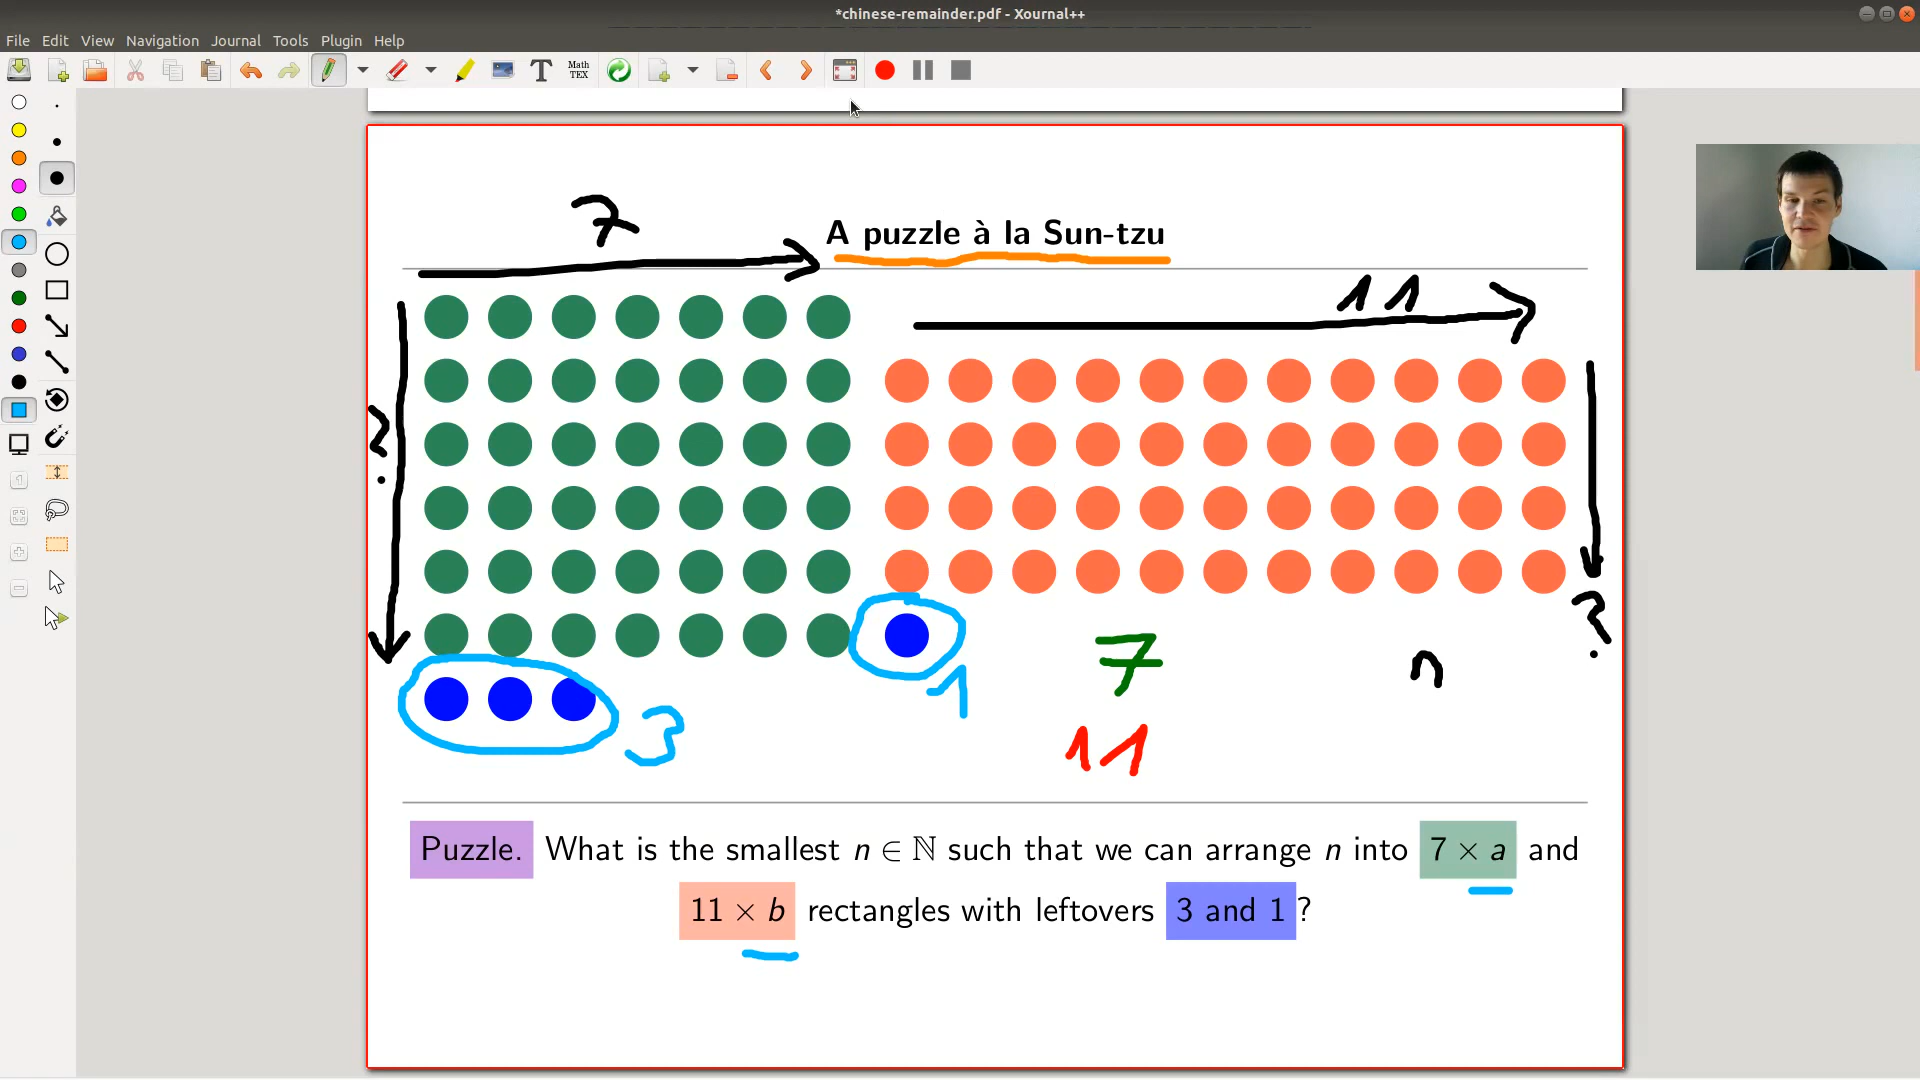 *chinese-remainder.pdf - Xournal++
File Edit View Navigation Journal Tools Plugin Help
Math
TEX
7
A puzzle à la Sun-tzu
11
?
?
7
n
1
3
11
Puzzle. What is the smallest n ∈ ℕ such that we can arrange n into 7 × a and
11 × b rectangles with leftovers 3 and 1?